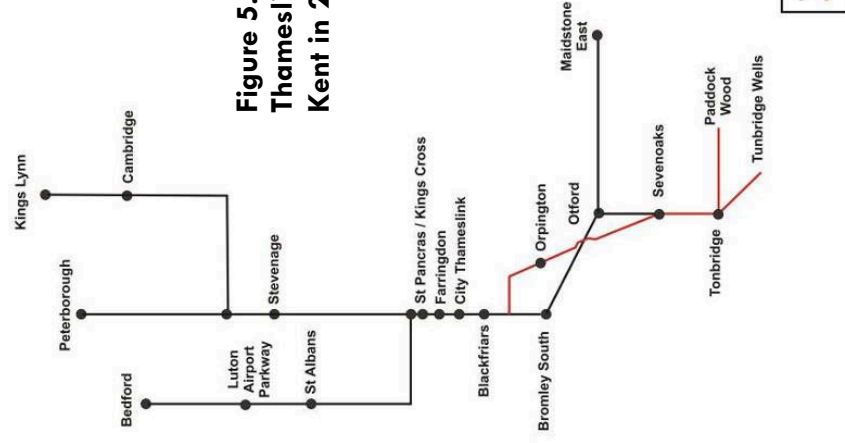 Figure 5.
Thamesli
Kent in 2
Kings Lynn
Cambridge
Peterborough
Stevenage
Bedford
Luton
Airport
Parkway
St Albans
St Pancras / Kings Cross
Farringdon
City Thameslink
Blackfriars
Bromley South
Orpington
Otford
Maidstone
East
Sevenoaks
Tonbridge
Paddock
Wood
Tunbridge Wells